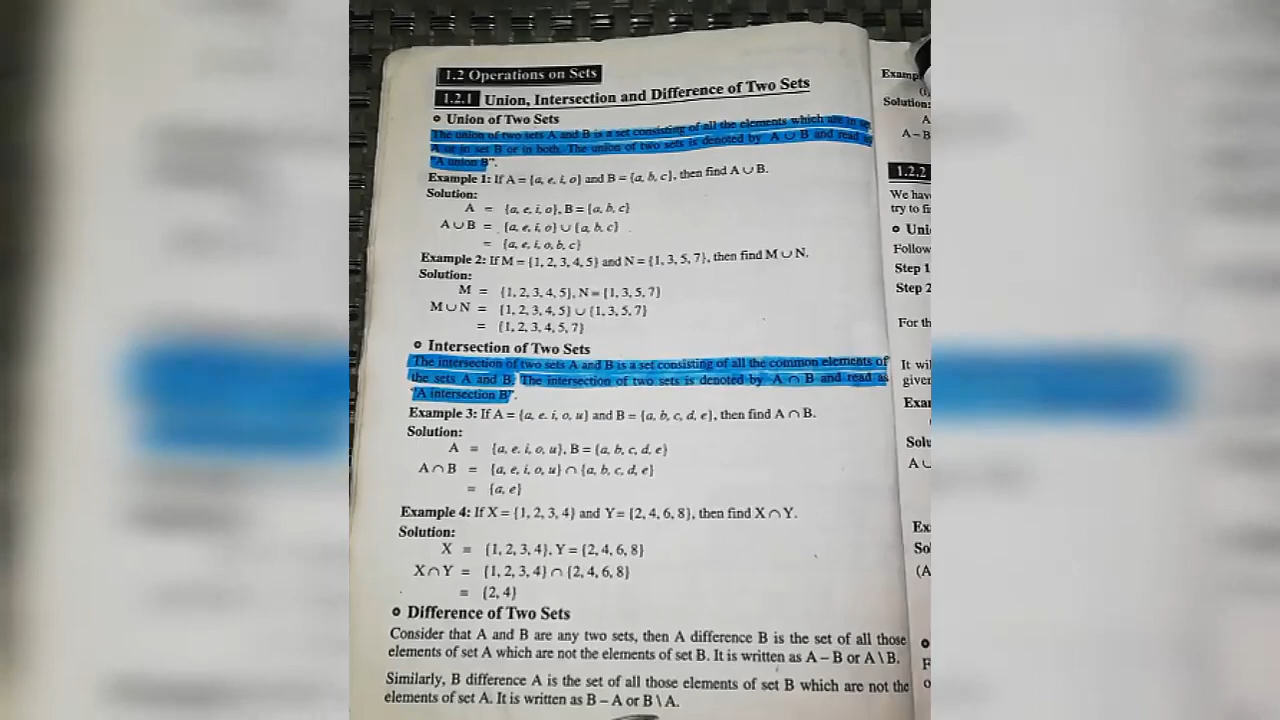 1.2 Operations on Sets
1.2.1 Union, Intersection and Difference of Two Sets
Union of Two Sets
The union of two sets A and B is a set consisting of all the elements which are in
A or in set B or in both. The union of two sets is denoted by A ∪ B and read as
"A union B".
Example 1: If A = {a, e, i, o} and B = {a, b, c}, then find A ∪ B.
Solution:
A = {a, e, i, o}, B = {a, b, c}
A ∪ B = {a, e, i, o} ∪ {a, b, c}
= {a, e, i, o, b, c}
Example 2: If M = {1, 2, 3, 4, 5} and N = {1, 3, 5, 7}, then find M ∪ N.
Solution:
M = {1, 2, 3, 4, 5}, N = {1, 3, 5, 7}
M ∪ N = {1, 2, 3, 4, 5} ∪ {1, 3, 5, 7}
= {1, 2, 3, 4, 5, 7}
Intersection of Two Sets
The intersection of two sets A and B is a set consisting of all the common elements of
the sets A and B. The intersection of two sets is denoted by A ∩ B and read as
"A intersection B".
Example 3: If A = {a, e, i, o, u} and B = {a, b, c, d, e}, then find A ∩ B.
Solution:
A = {a, e, i, o, u}, B = {a, b, c, d, e}
A ∩ B = {a, e, i, o, u} ∩ {a, b, c, d, e}
= {a, e}
Example 4: If X = {1, 2, 3, 4} and Y = {2, 4, 6, 8}, then find X ∩ Y.
Solution:
X = {1, 2, 3, 4}, Y = {2, 4, 6, 8}
X ∩ Y = {1, 2, 3, 4} ∩ {2, 4, 6, 8}
= {2, 4}
Difference of Two Sets
Consider that A and B are any two sets, then A difference B is the set of all those
elements of set A which are not the elements of set B. It is written as A – B or A \ B.
Similarly, B difference A is the set of all those elements of set B which are not the
elements of set A. It is written as B – A or B \ A.
Solution:
A
A – B
1.2.2
We have
try to
Follow
Step 1
Step 2
For th
It wil
given
Exar
Solu
A ∪
Ex
So
(A
F